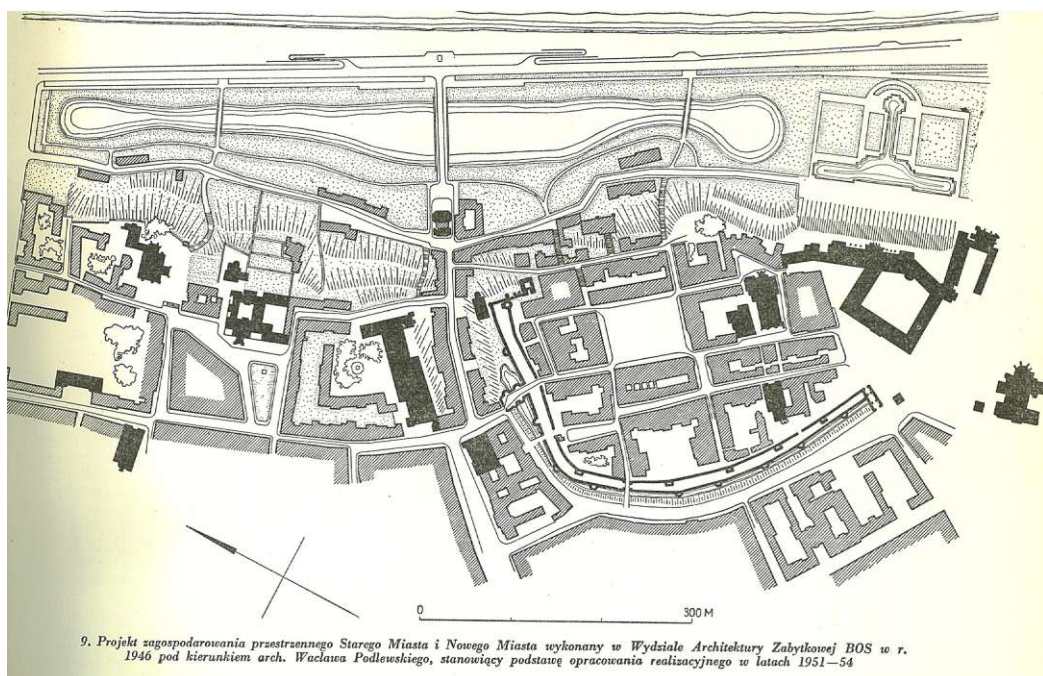 0
300 M
9. Projekt zagospodarowania przestrzennego Starego Miasta i Nowego Miasta wykonany w Wydziale Architektury Zabytkowej BOS w r.
1946 pod kierunkiem arch. Wacława Podlewskiego, stanowiący podstawę opracowania realizacyjnego w latach 1951—54